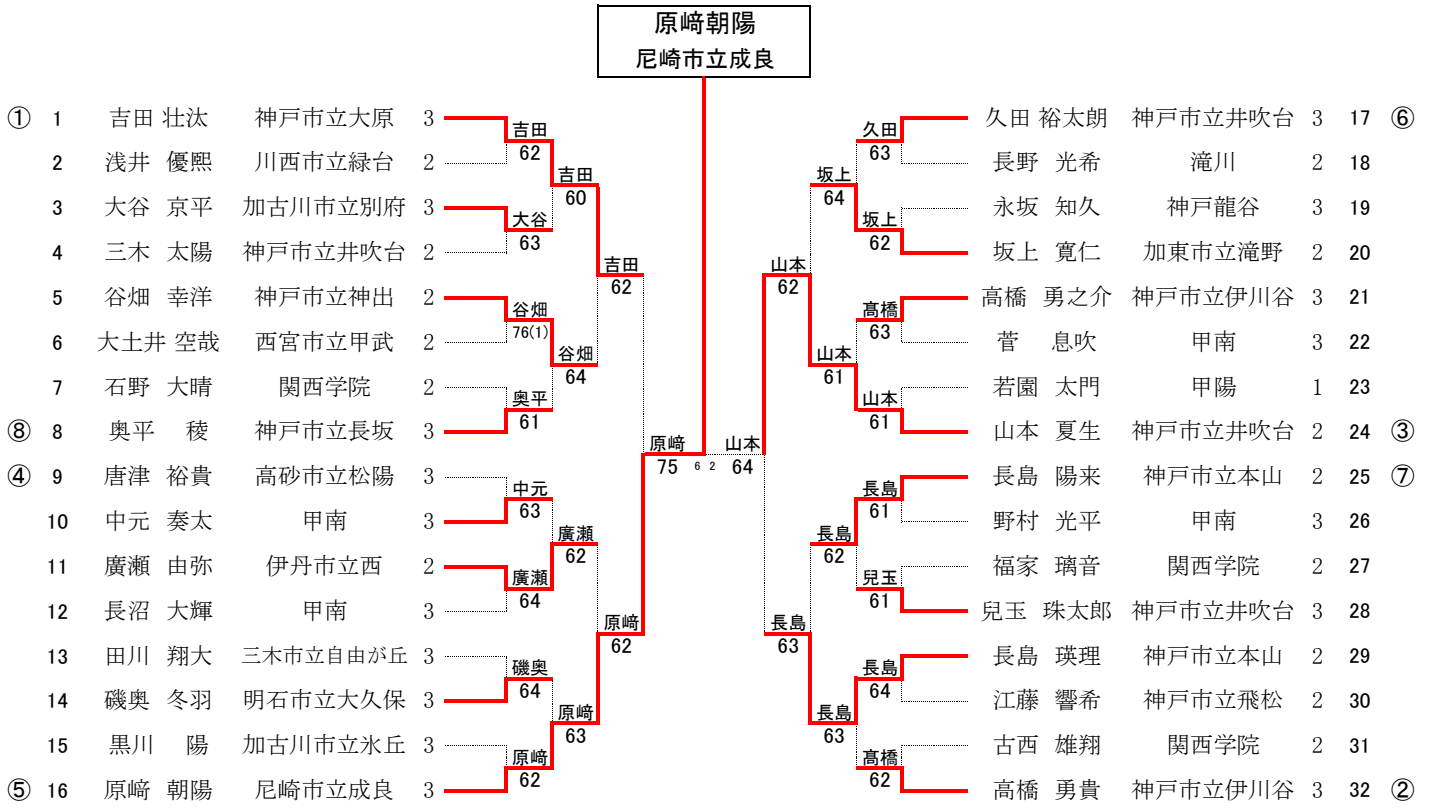 原﨑朝陽
尼崎市立成良
① 1 吉田 壮汰 神戸市立大原 3
2 浅井 優熙 川西市立緑台 2
3 大谷 京平 加古川市立別府 3
4 三木 太陽 神戸市立井吹台 2
5 谷畑 幸洋 神戸市立神出 2
6 大土井 空哉 西宮市立甲武 2
7 石野 大晴 関西学院 2
⑧ 8 奥平 稜 神戸市立長坂 3
④ 9 唐津 裕貴 高砂市立松陽 3
10 中元 奏太 甲南 3
11 廣瀬 由弥 伊丹市立西 2
12 長沼 大輝 甲南 3
13 田川 翔大 三木市立自由が丘 3
14 磯奥 冬羽 明石市立大久保 3
15 黒川 陽 加古川市立氷丘 3
⑤ 16 原﨑 朝陽 尼崎市立成良 3
吉田
62
大谷
63
谷畑
76(1)
奥平
61
中元
63
廣瀬
64
磯奥
64
原﨑
62
吉田
60
谷畑
64
廣瀬
62
原﨑
63
吉田
62
原﨑
62
原﨑
75
6 2
山本
64
山本
62
長島
63
坂上
64
山本
61
長島
62
長島
63
久田
63
坂上
62
髙橋
63
山本
61
長島
61
兒玉
61
長島
64
髙橋
62
久田 裕太朗 神戸市立井吹台 3 17 ⑥
長野 光希 滝川 2 18
永坂 知久 神戸龍谷 3 19
坂上 寛仁 加東市立滝野 2 20
髙橋 勇之介 神戸市立伊川谷 3 21
菅 息吹 甲南 3 22
若園 太門 甲陽 1 23
山本 夏生 神戸市立井吹台 2 24 ③
長島 陽来 神戸市立本山 2 25 ⑦
野村 光平 甲南 3 26
福家 璃音 関西学院 2 27
兒玉 珠太郎 神戸市立井吹台 3 28
長島 瑛理 神戸市立本山 2 29
江藤 響希 神戸市立飛松 2 30
古西 雄翔 関西学院 2 31
髙橋 勇貴 神戸市立伊川谷 3 32 ②